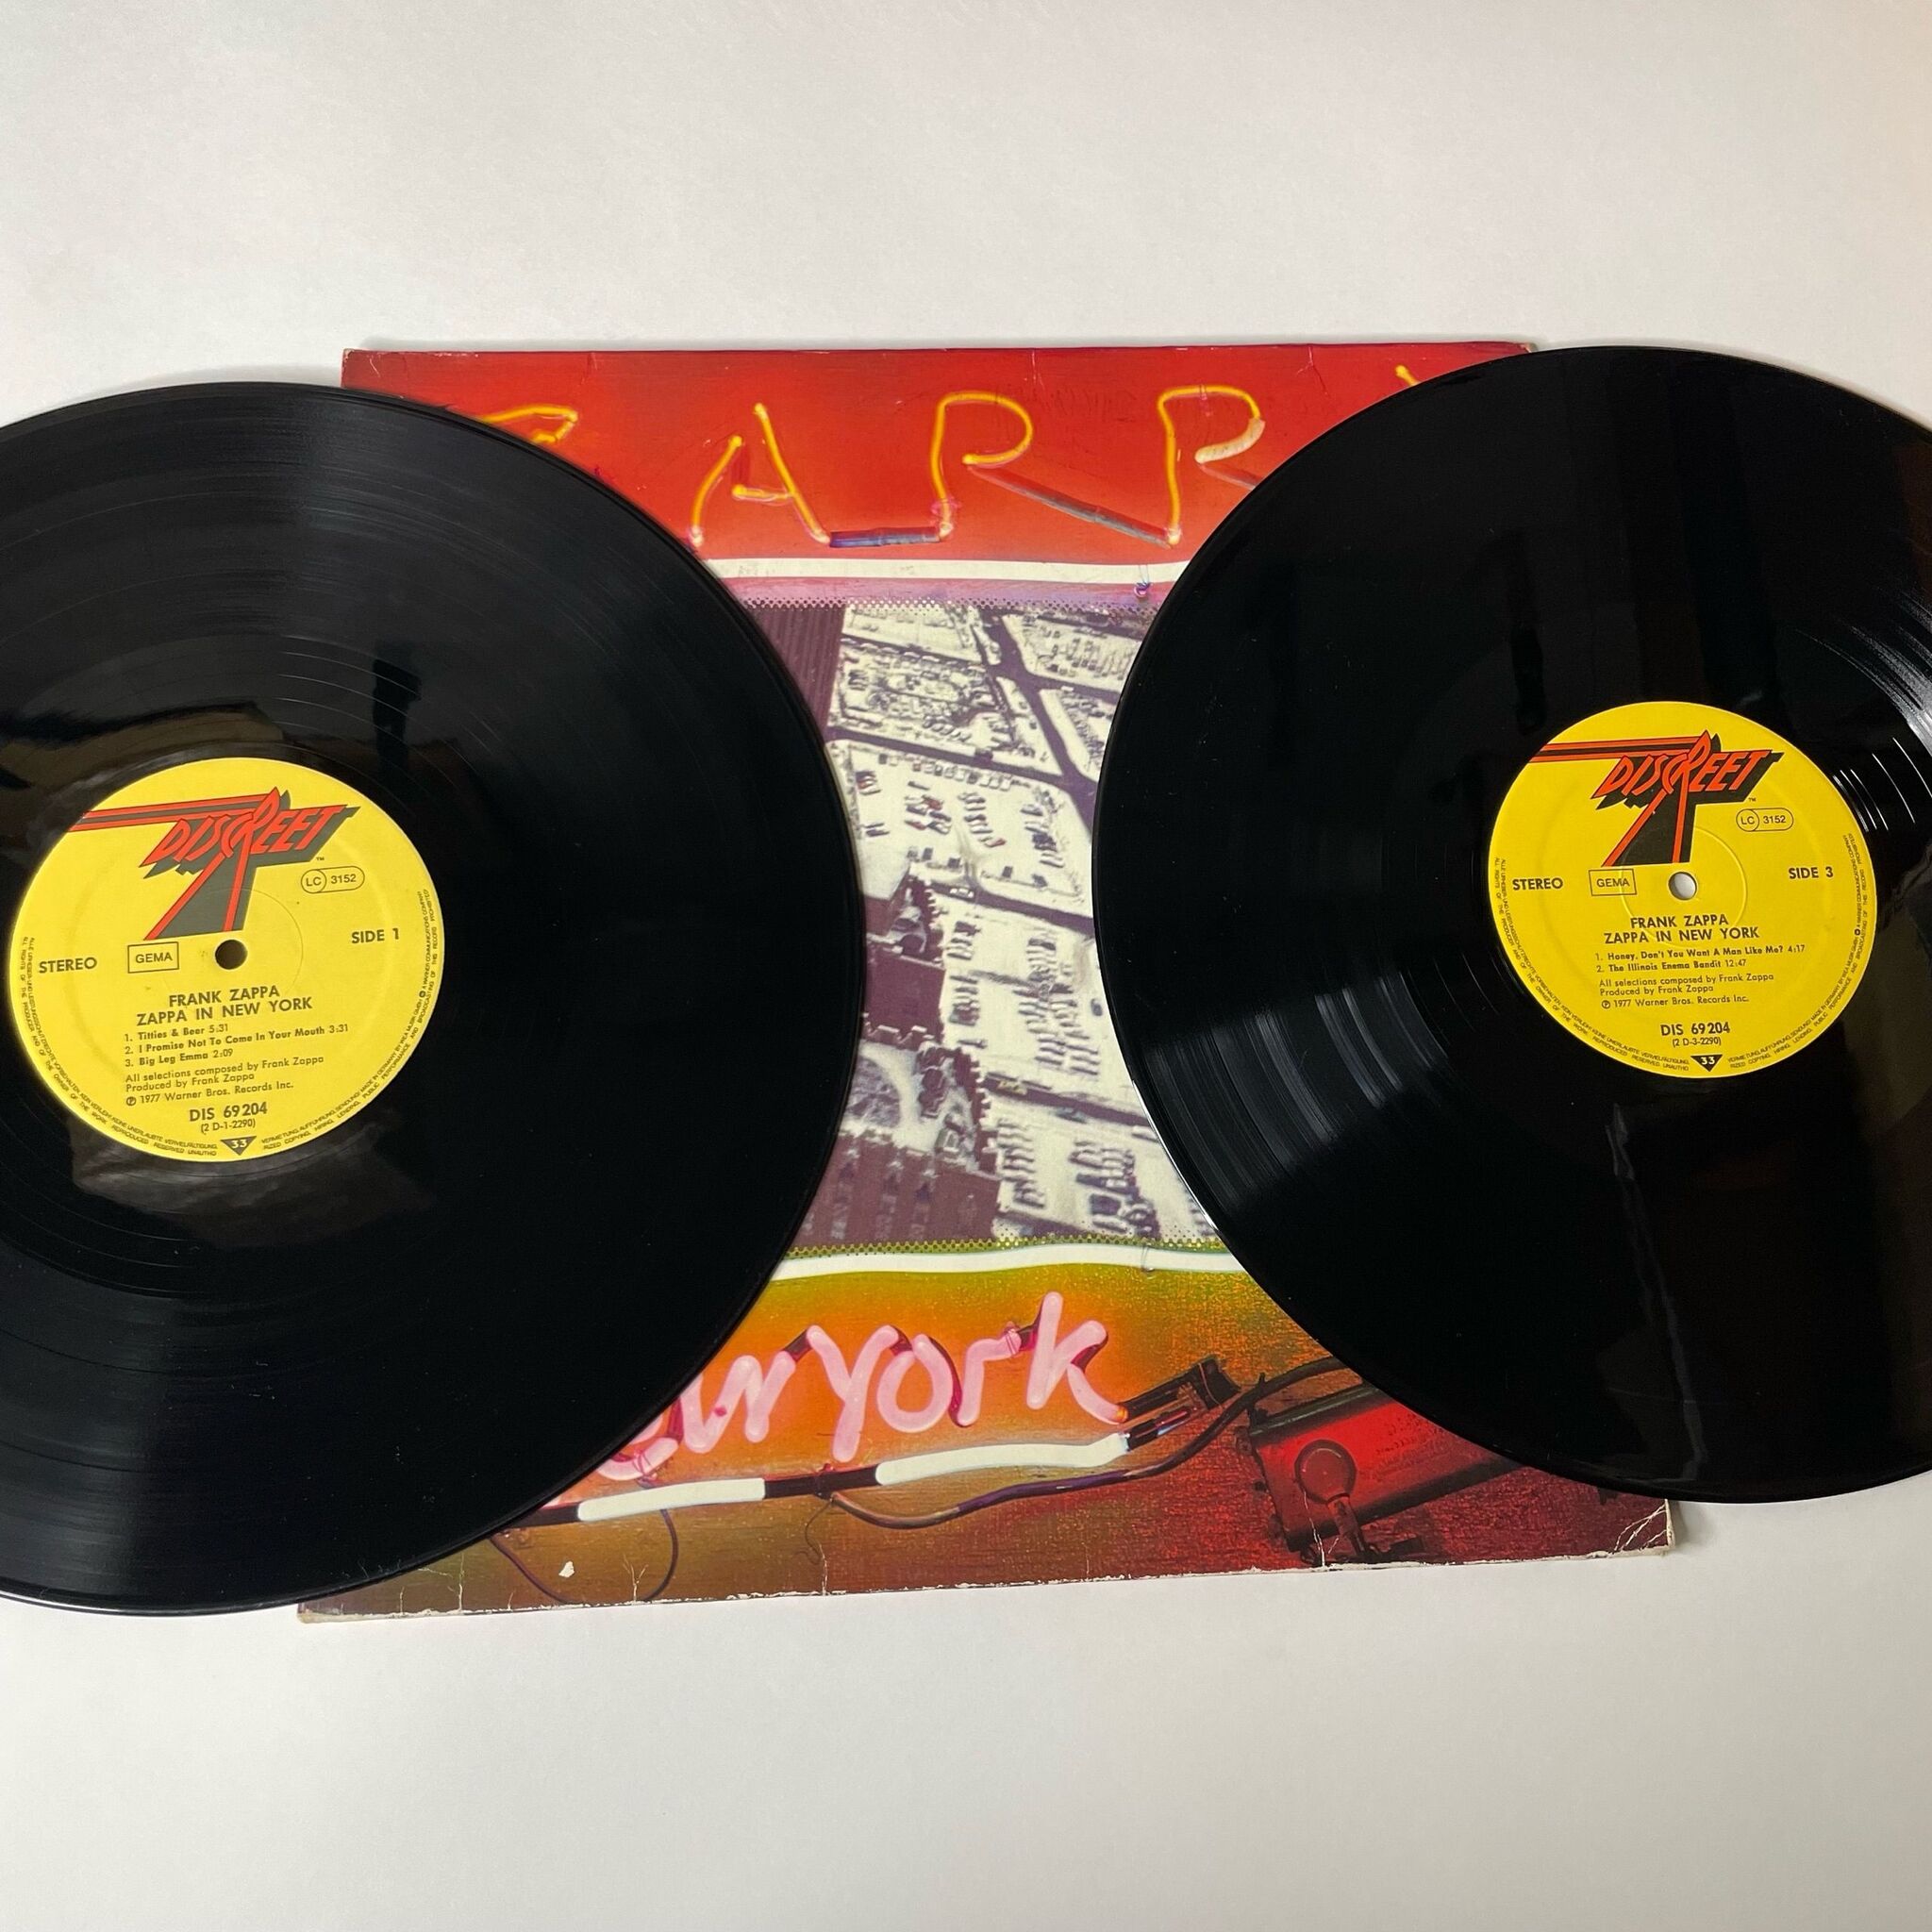 ZAPP
ew York
DISCREET
TM
LC 3152
STEREO
GEMA
SIDE 1
FRANK ZAPPA
ZAPPA IN NEW YORK
1. Titties & Beer 5:31
2. I Promise Not To Come In Your Mouth 3:31
3. Big Leg Emma 2:09
All selections composed by Frank Zappa
Produced by Frank Zappa
℗ 1977 Warner Bros. Records Inc.
DIS 69 204
(2 D-1-2290)
33
DISCREET
TM
LC 3152
STEREO
GEMA
SIDE 3
FRANK ZAPPA
ZAPPA IN NEW YORK
1. Honey, Don't You Want A Man Like Me? 4:17
2. The Illinois Enema Bandit 12:47
All selections composed by Frank Zappa
Produced by Frank Zappa
℗ 1977 Warner Bros. Records Inc.
DIS 69 204
(2 D-3-2290)
33